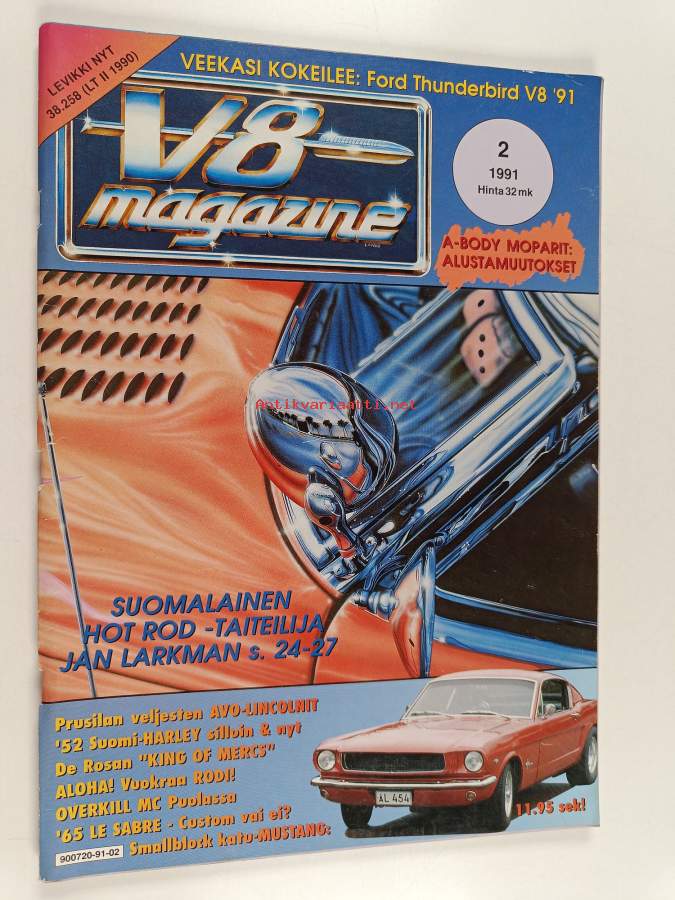 LEVIKKI NYT
38.258 (LT II 1990)
VEEKASI KOKEILEE: Ford Thunderbird V8 '91
V8
magazine
2
1991
Hinta 32 mk
A-BODY MOPARIT:
ALUSTAMUUTOKSET
Antikvariaatti.net
SUOMALAINEN
HOT ROD -TAITEILIJA
JAN LARKMAN s. 24-27
Prusilan veljesten AVO-LINCOLNIT
'52 Suomi-HARLEY silloin & nyt
De Rosan "KING OF MERCS"
ALOHA! Vuokraa RODI!
OVERKILL MC Puolassa
'65 LE SABRE - Custom vai ei?
Smallblock katu-MUSTANG:
11.95 sek!
AL 454
900720-91-02